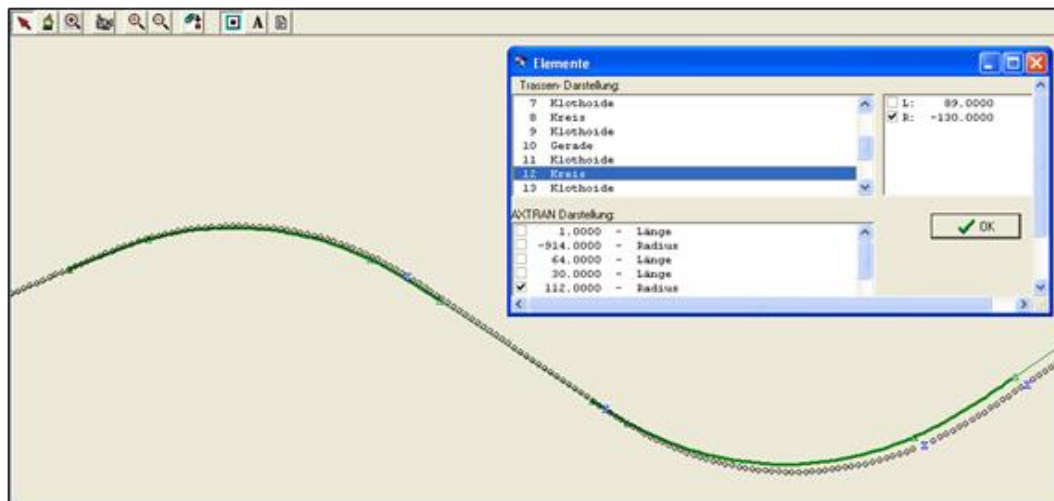 A
Elemente
Trassen- Darstellung:
7 Klothoide
8 Kreis
9 Klothoide
10 Gerade
11 Klothoide
12 Kreis
13 Klothoide
L: 89.0000
R: -130.0000
AXTRAN Darstellung:
1.0000 - Länge
-914.0000 - Radius
64.0000 - Länge
30.0000 - Länge
112.0000 - Radius
OK